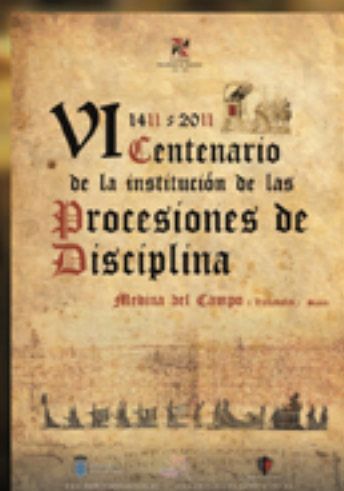 VI 1411 s 2011
Centenario
de la institución de las
Procesiones de
Disciplina
Medina del Campo